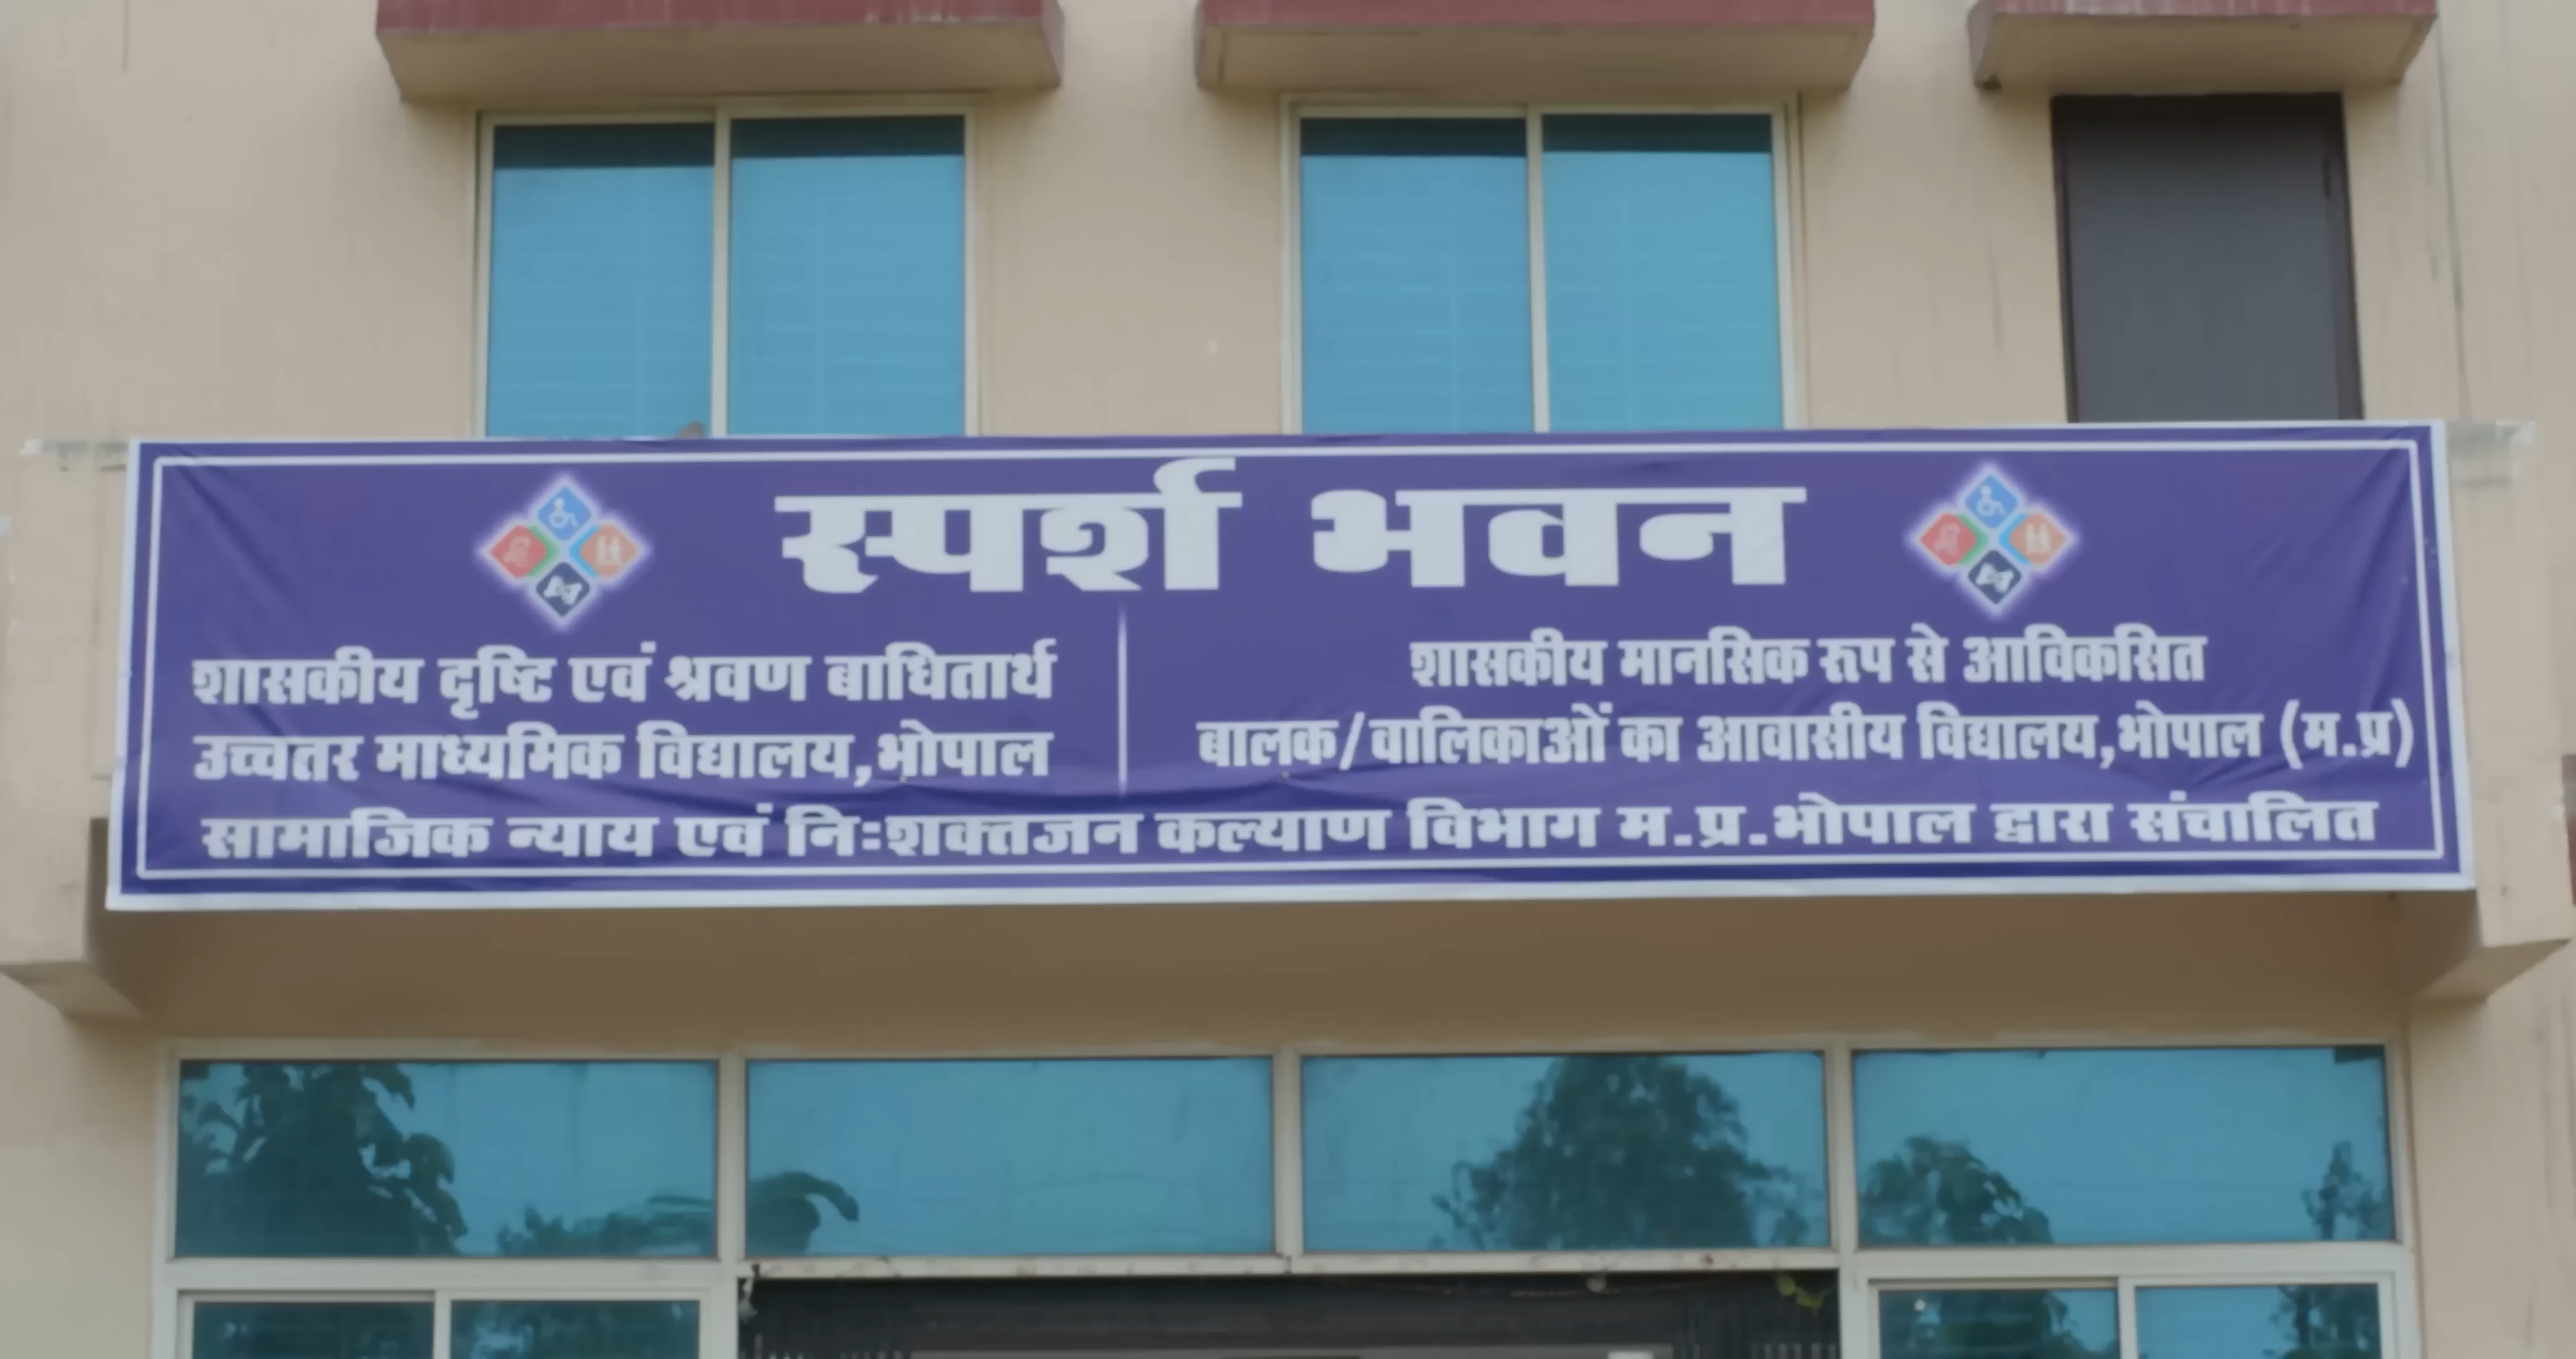 स्पर्श भवन
शासकीय दृष्टि एवं श्रवण बाधितार्थ
उच्चतर माध्यमिक विद्यालय,भोपाल
शासकीय मानसिक रूप से आविकसित
बालक/वालिकाओं का आवासीय विद्यालय,भोपाल (म.प्र)
सामाजिक न्याय एवं निःशक्तजन कल्याण विभाग म.प्र.भोपाल द्वारा संचालित